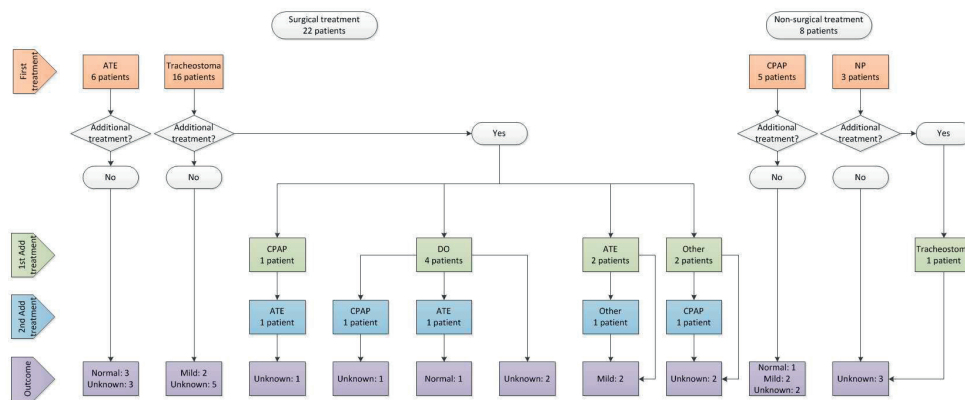 Surgical treatment
22 patients
Non-surgical treatment
8 patients
First
treatment
ATE
6 patients
Tracheostoma
16 patients
CPAP
5 patients
NP
3 patients
Additional
treatment?
Additional
treatment?
Yes
Additional
treatment?
Additional
treatment?
Yes
No
No
No
No
1st Add
treatment
CPAP
1 patient
DO
4 patients
ATE
2 patients
Other
2 patients
Tracheostom
1 patient
2nd Add
treatment
ATE
1 patient
CPAP
1 patient
ATE
1 patient
Other
1 patient
CPAP
1 patient
Outcome
Normal: 3
Unknown: 3
Mild: 2
Unknown: 5
Unknown: 1
Unknown: 1
Normal: 1
Unknown: 2
Mild: 2
Unknown: 2
Normal: 1
Mild: 2
Unknown: 2
Unknown: 3